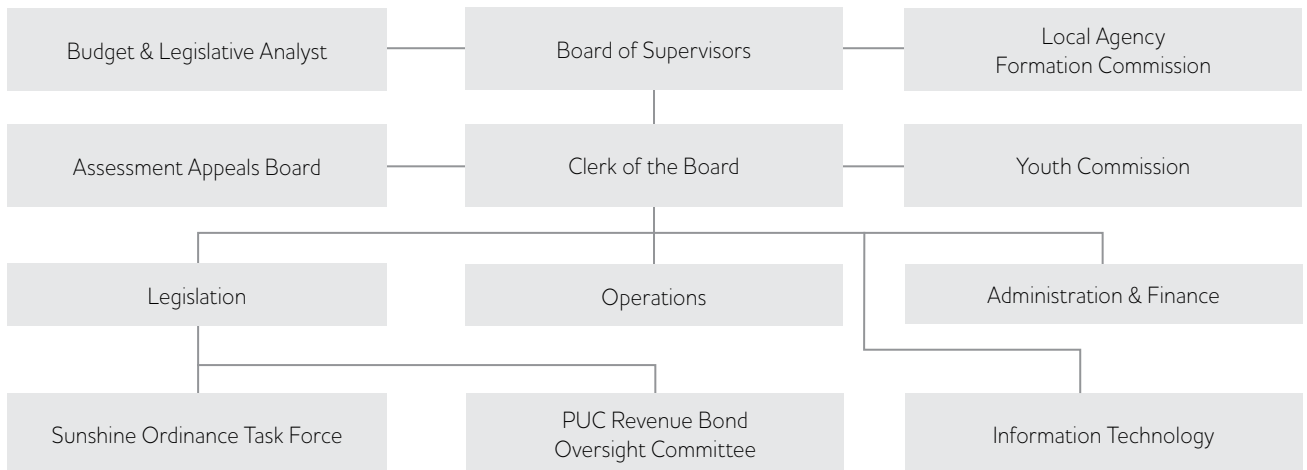 Budget & Legislative Analyst
Board of Supervisors
Local Agency
Formation Commission
Assessment Appeals Board
Clerk of the Board
Youth Commission
Legislation
Operations
Administration & Finance
Sunshine Ordinance Task Force
PUC Revenue Bond
Oversight Committee
Information Technology